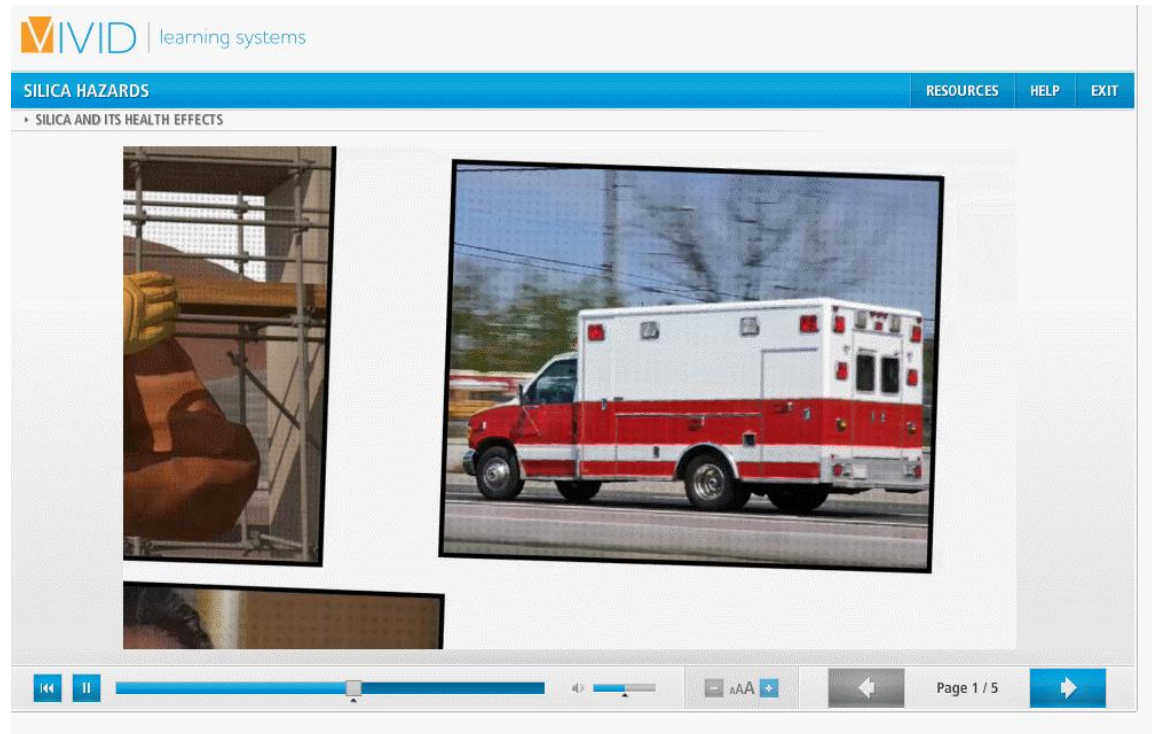 VIVID learning systems
SILICA HAZARDS RESOURCES HELP EXIT
SILICA AND ITS HEALTH EFFECTS
AAA
Page 1 / 5